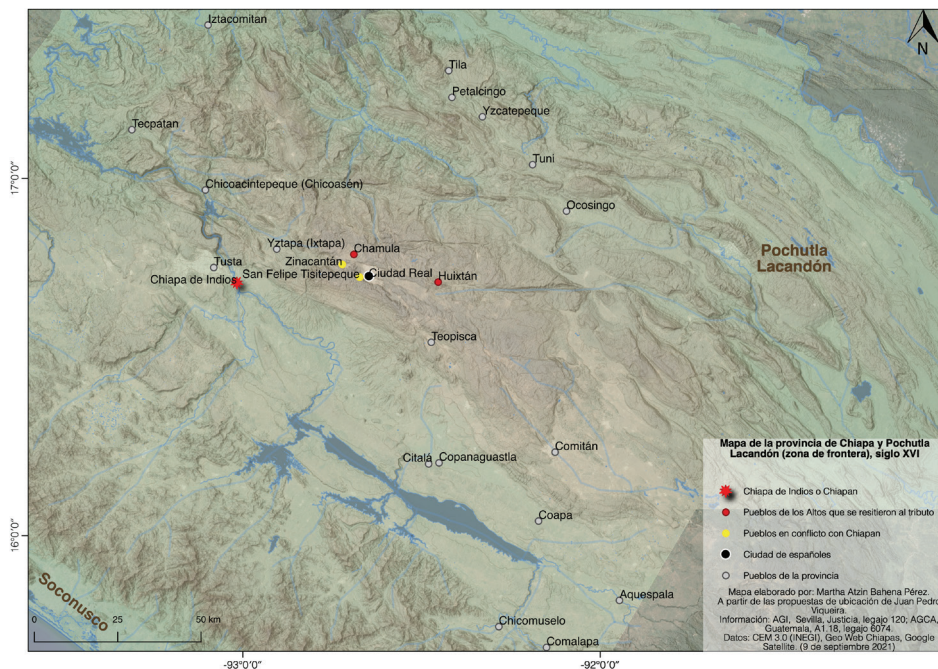 Iztacomitan
N
Tila
Petalcingo
Yzcatepeque
Tecpatan
Tuni
17°0'0"
Chicoacintepeque (Chicoasén)
Ocosingo
Yztapa (Ixtapa)
Chamula
Pochutla
Lacandón
Tusta
Zinacantán
Chiapa de Indios
San Felipe Tisitepeque
Ciudad Real
Huixtán
Teopisca
Comitán
Citalá
Copanaguastla
Coapa
16°0'0"
Aquespala
Soconusco
Chicomuselo
Comalapa
0
25
50 km
-93°0'0"
-92°0'0"
Mapa de la provincia de Chiapa y Pochutla
Lacandón (zona de frontera), siglo XVI
Chiapa de Indios o Chiapan
Pueblos de los Altos que se resitieron al tributo
Pueblos en conflicto con Chiapan
Ciudad de españoles
Pueblos de la provincia
Mapa elaborado por: Martha Atzin Bahena Pérez.
A partir de las propuestas de ubicación de Juan Pedro
Viqueira.
Información: AGI, Sevilla, Justicia, legajo 120; AGCA,
Guatemala, A1.18, legajo 6074.
Datos: CEM 3.0 (INEGI), Geo Web Chiapas, Google
Satellite. (9 de septiembre 2021)